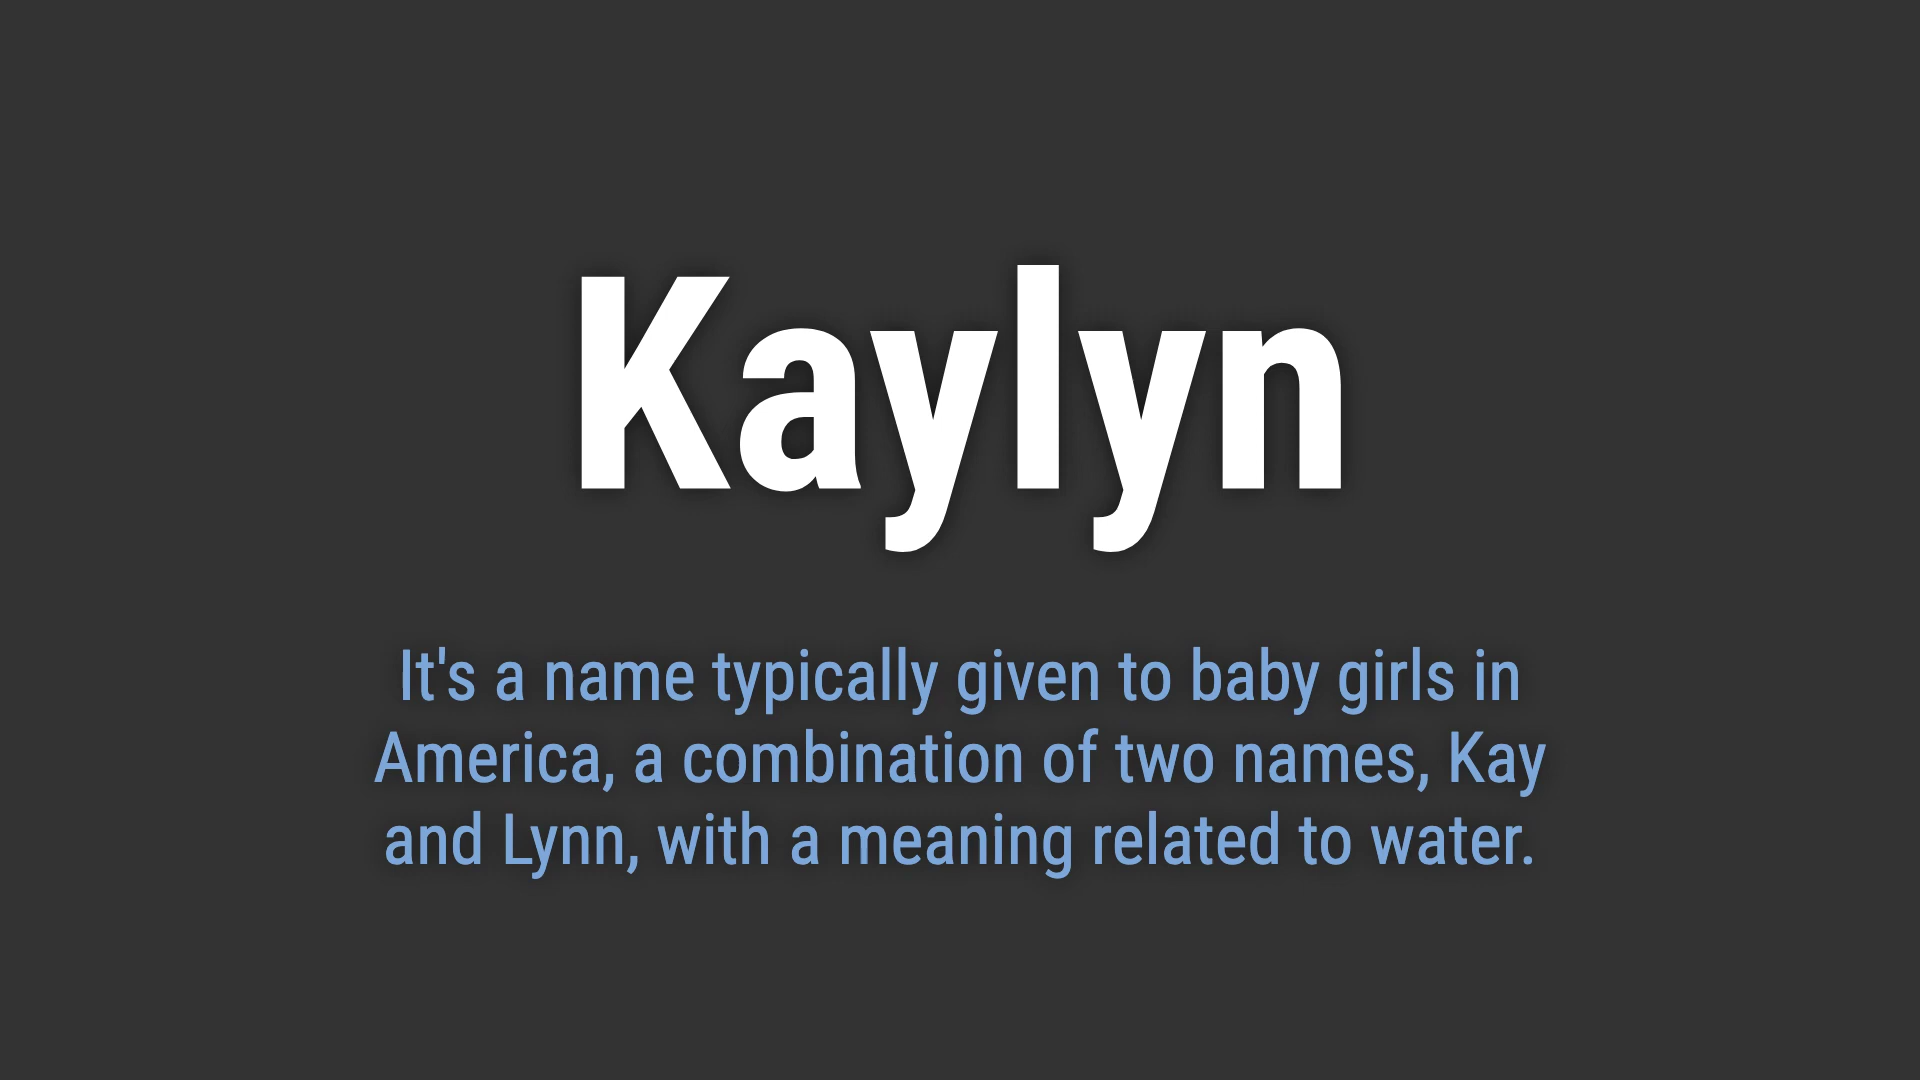 Kaylyn
It's a name typically given to baby girls in
America, a combination of two names, Kay
and Lynn, with a meaning related to water.